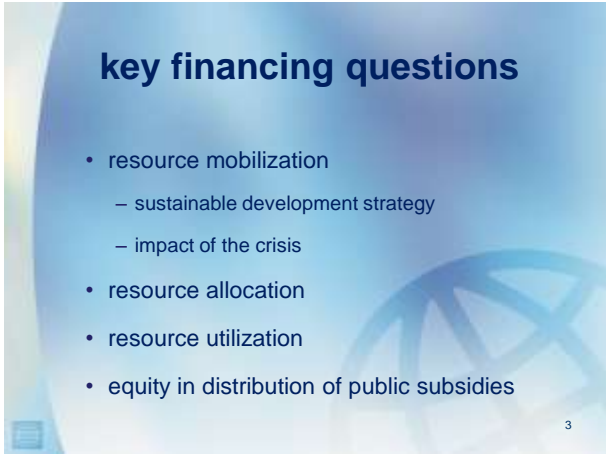 key financing questions
• resource mobilization
– sustainable development strategy
– impact of the crisis
• resource allocation
• resource utilization
• equity in distribution of public subsidies
3